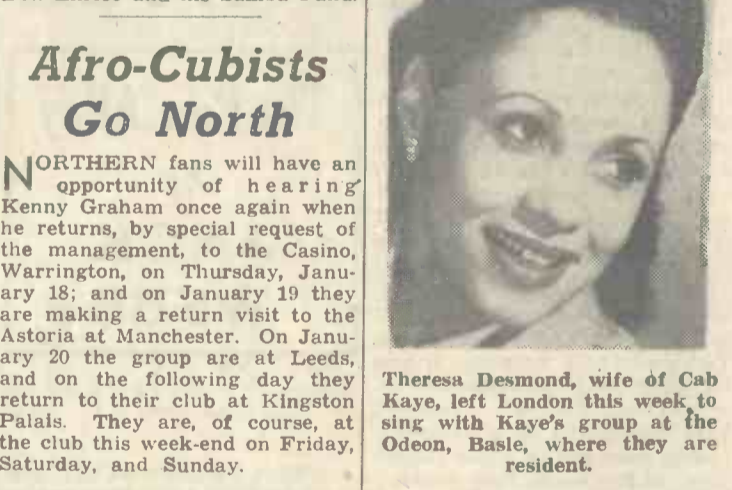 Afro-Cubists
Go North
NORTHERN fans will have an
opportunity of hearing
Kenny Graham once again when
he returns, by special request of
the management, to the Casino,
Warrington, on Thursday, Janu-
ary 18; and on January 19 they
are making a return visit to the
Astoria at Manchester. On Janu-
ary 20 the group are at Leeds,
and on the following day they
return to their club at Kingston
Palais. They are, of course, at
the club this week-end on Friday,
Saturday, and Sunday.
Theresa Desmond, wife of Cab
Kaye, left London this week to
sing with Kaye's group at the
Odeon, Basle, where they are
resident.